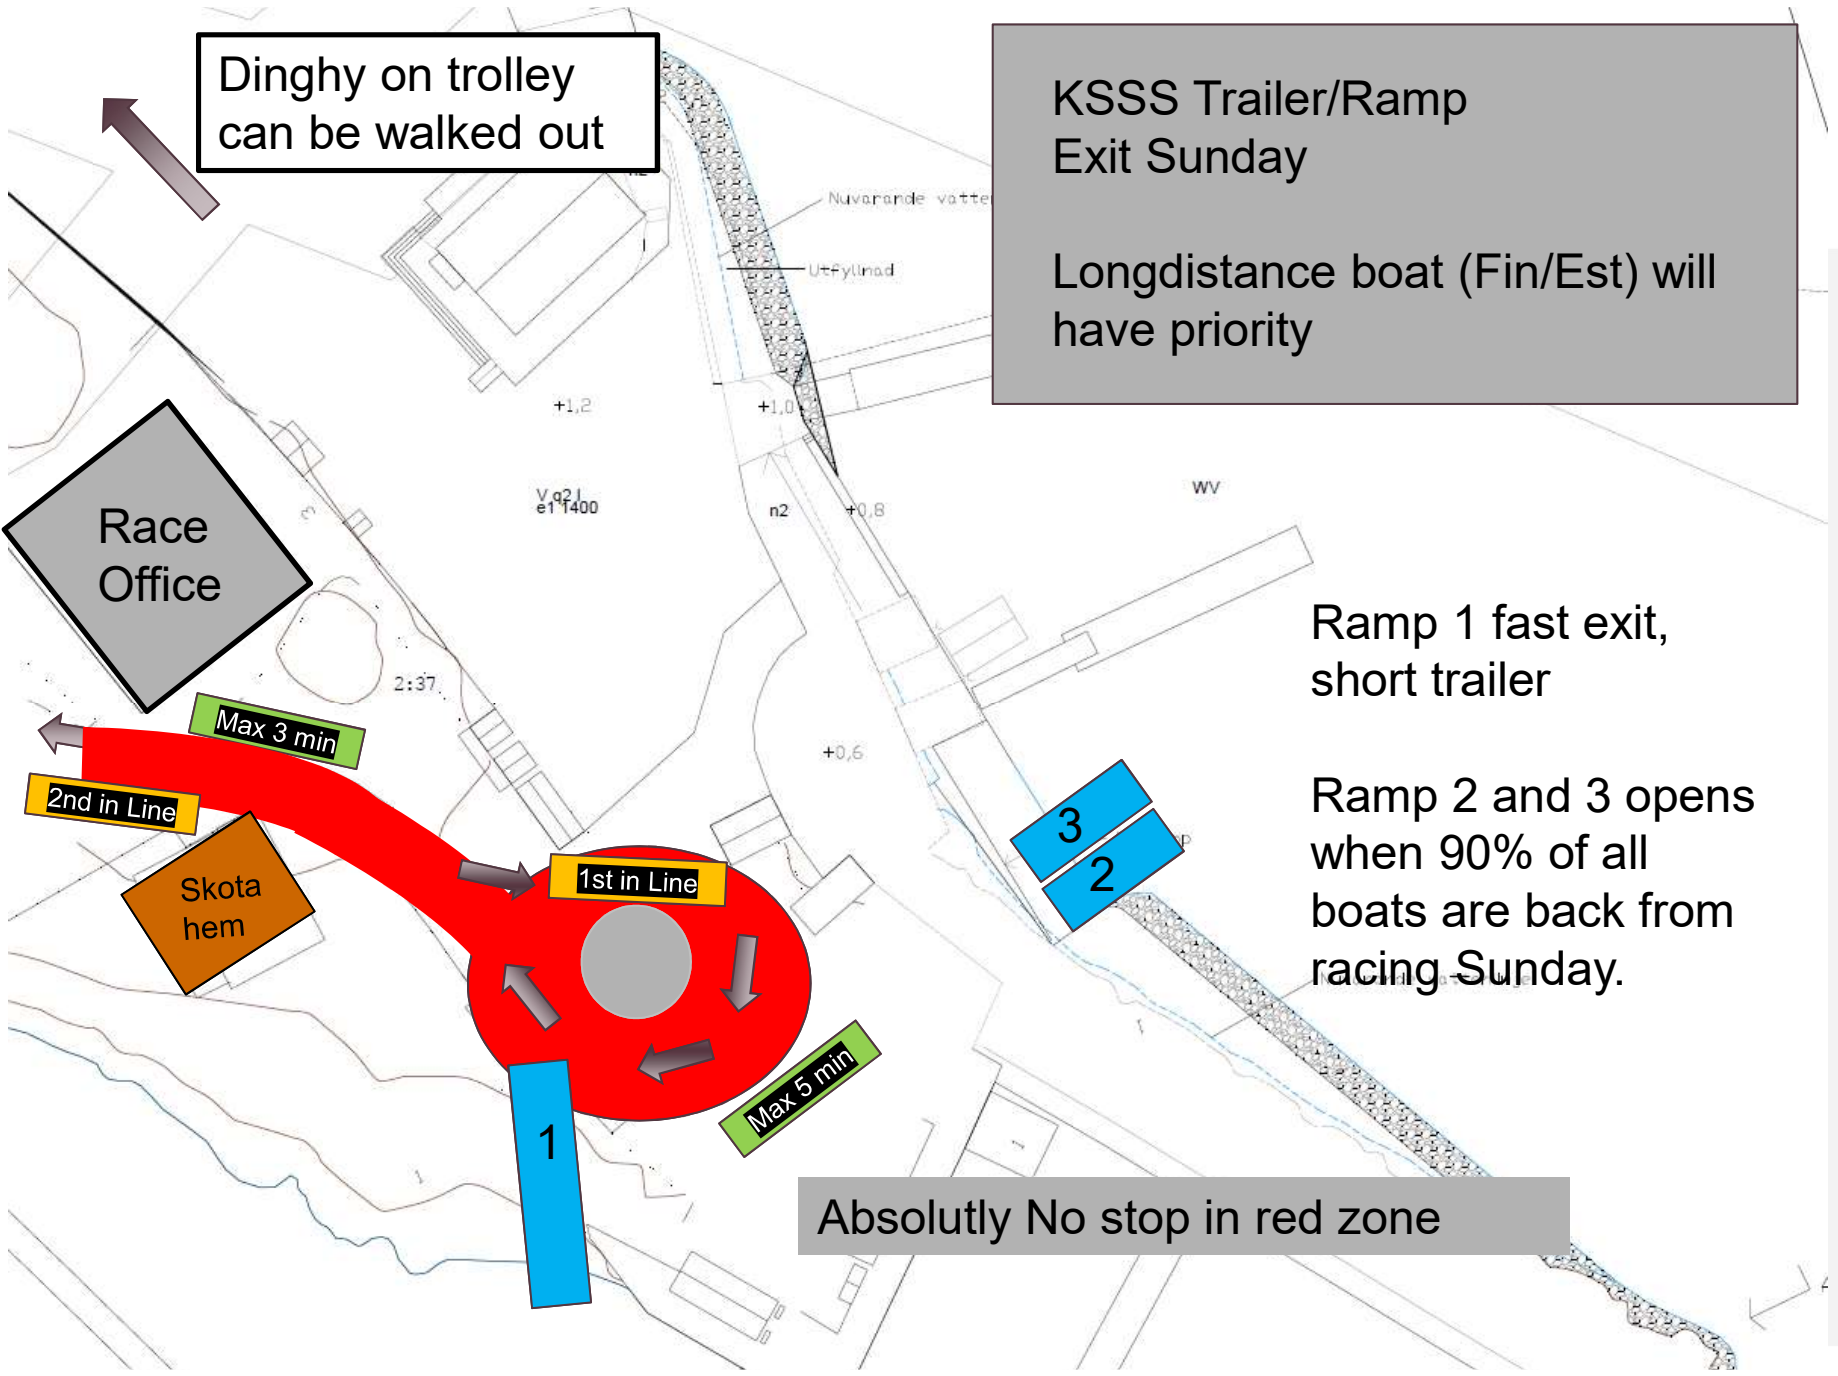 Dinghy on trolley
can be walked out
KSSS Trailer/Ramp
Exit Sunday
Longdistance boat (Fin/Est) will
have priority
Nuvarande
Utfyllnad
+1,2
+1,0
e1 1400
n2
+0,8
WV
Race
Office
2:37
Max 3 min
2nd in Line
Skota
hem
1st in Line
+0,6
Ramp 1 fast exit,
short trailer
Ramp 2 and 3 opens
when 90% of all
boats are back from
racing Sunday.
3
2
Max 5 min
1
Absolutly No stop in red zone